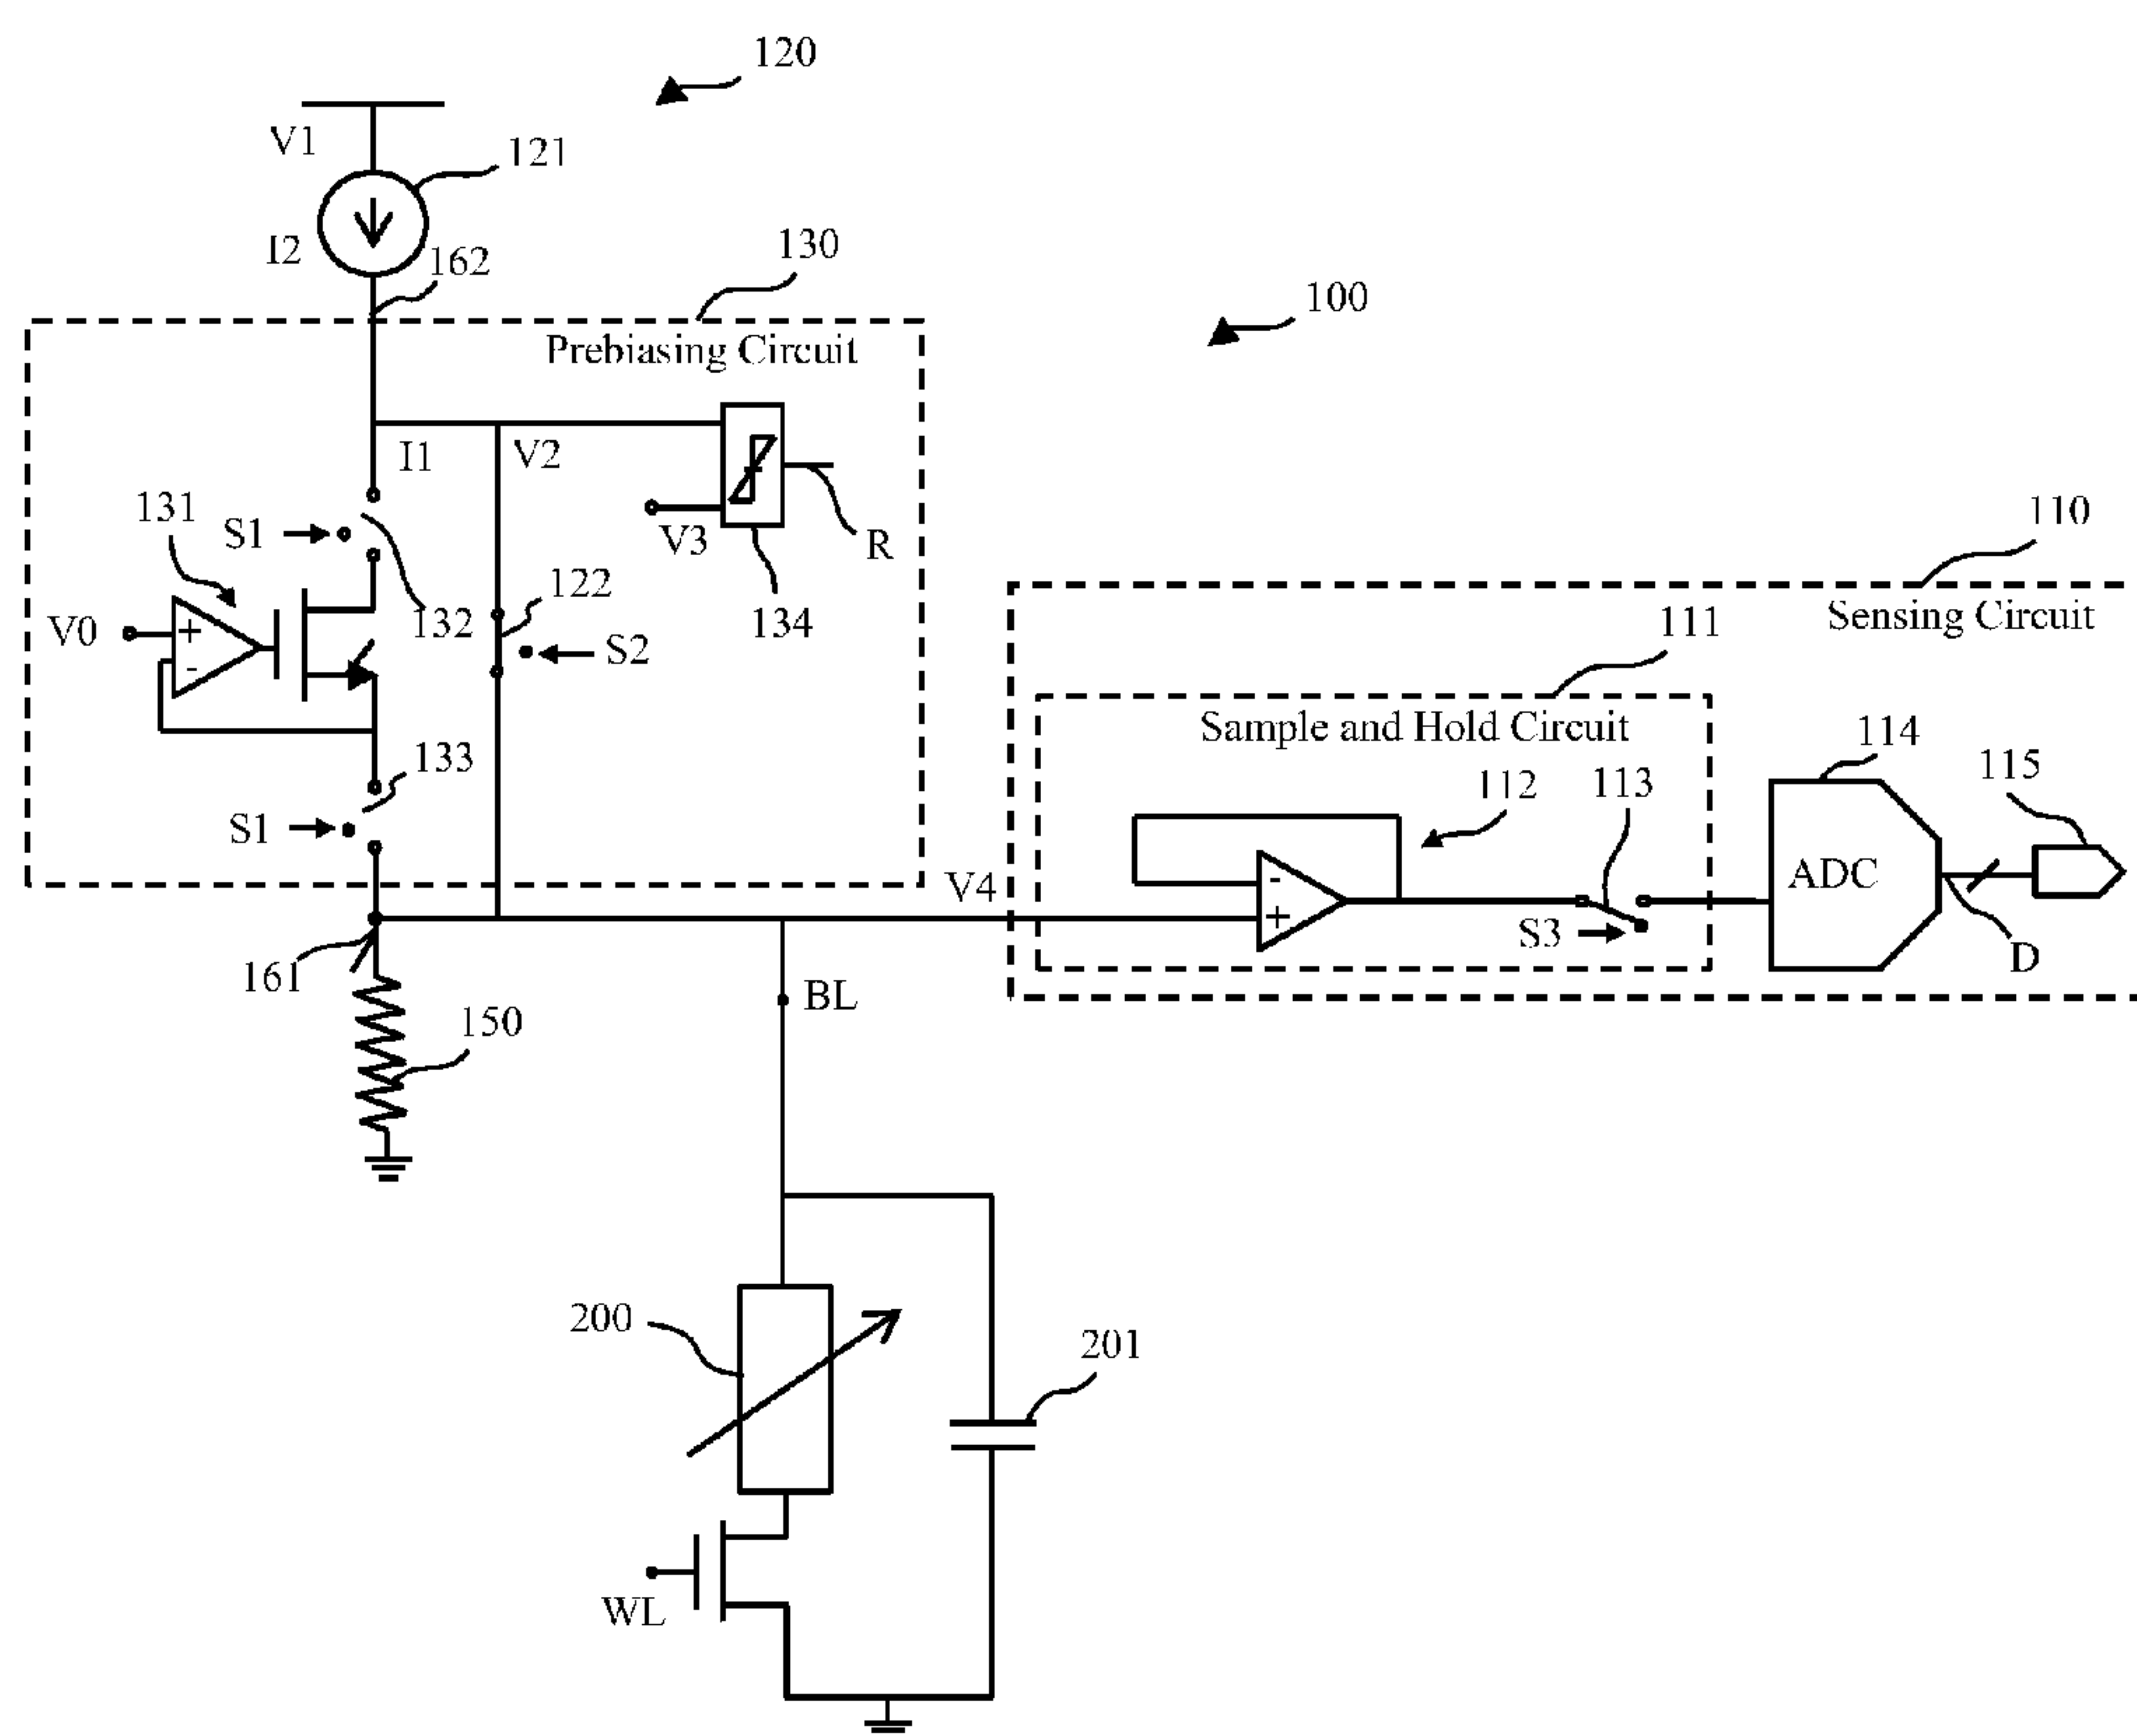 120
V1
121
I2
162
130
100
Prebiasing Circuit
I1
V2
131
S1
V3
R
110
132
122
134
V0
+
-
S2
111
Sensing Circuit
Sample and Hold Circuit
114
133
112
113
115
S1
ADC
V4
-
+
S3
D
161
BL
150
200
201
WL